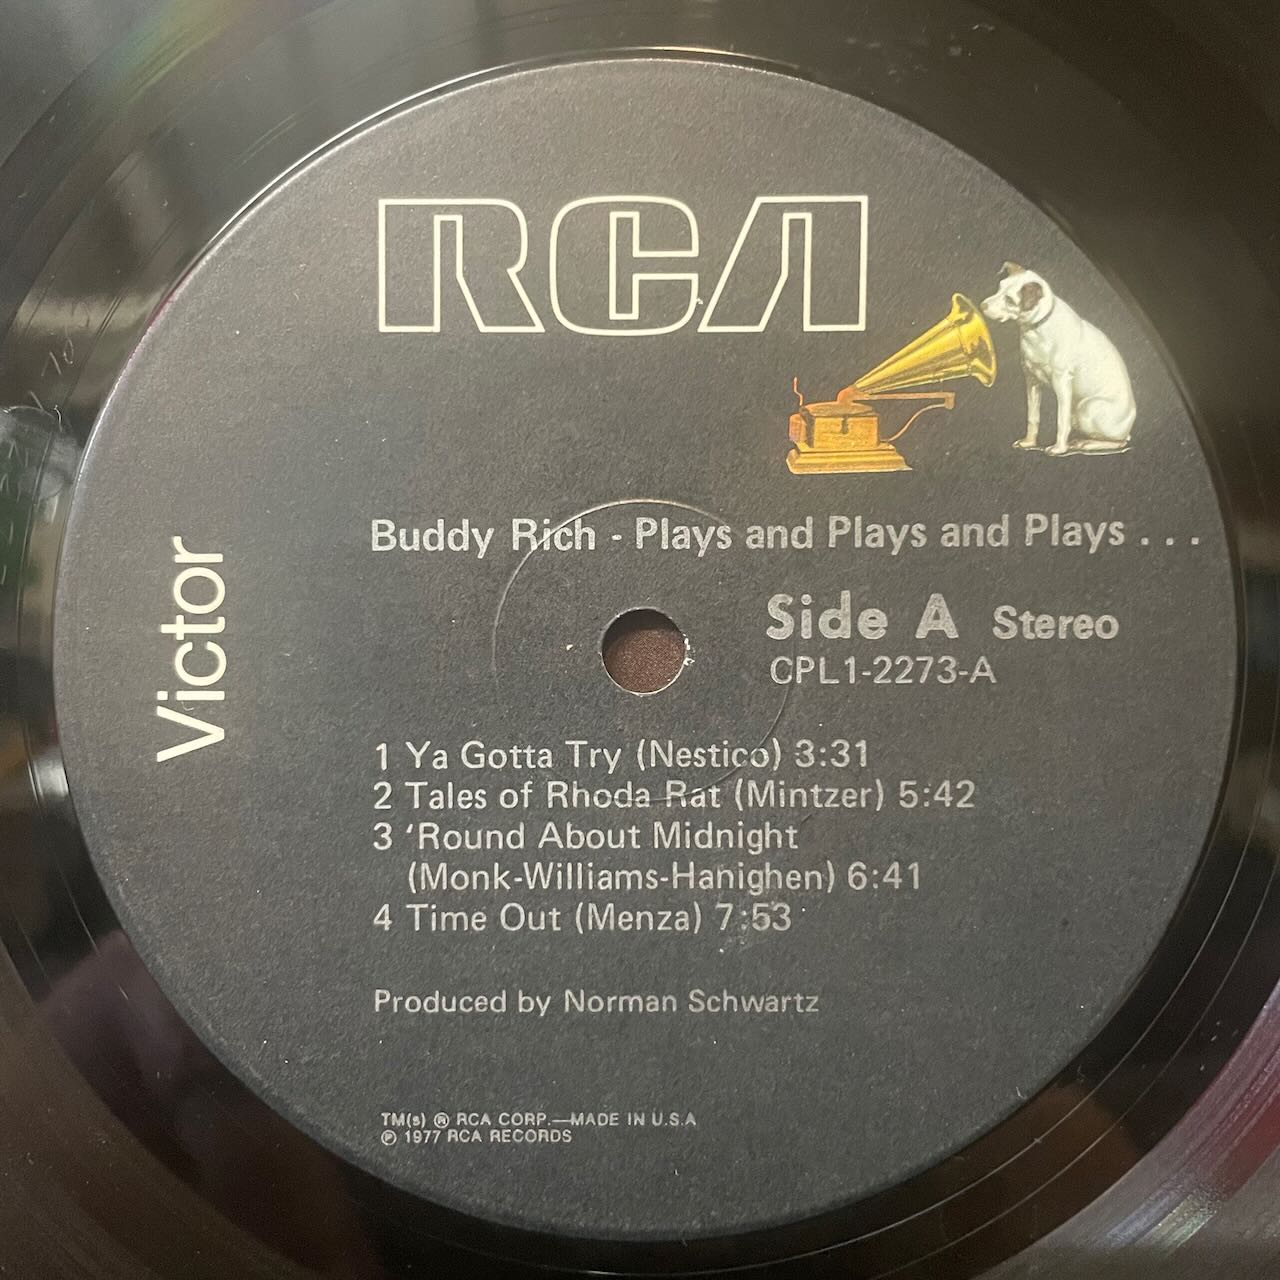 RCA
Victor
Buddy Rich - Plays and Plays and Plays . . .
Side A Stereo
CPL1-2273-A
1 Ya Gotta Try (Nestico) 3:31
2 Tales of Rhoda Rat (Mintzer) 5:42
3 ‘Round About Midnight
(Monk-Williams-Hanighen) 6:41
4 Time Out (Menza) 7:53
Produced by Norman Schwartz
TM(s) ® RCA CORP.—MADE IN U.S.A
℗ 1977 RCA RECORDS